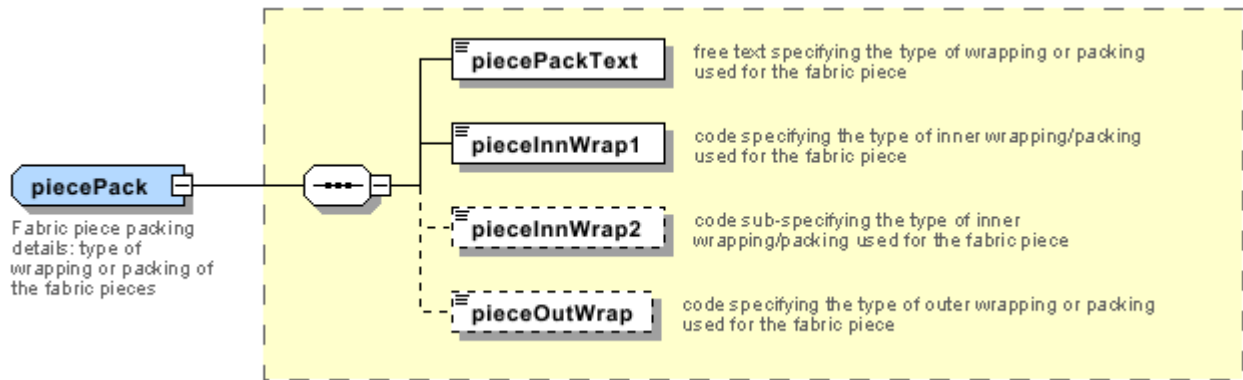 piecePackText
free text specifying the type of wrapping or packing
used for the fabric piece
pieceInnWrap1
code specifying the type of inner wrapping/packing
used for the fabric piece
piecePack
Fabric piece packing
details: type of
wrapping or packing of
the fabric pieces
pieceInnWrap2
code sub-specifying the type of inner
wrapping/packing used for the fabric piece
pieceOutWrap
code specifying the type of outer wrapping or packing
used for the fabric piece